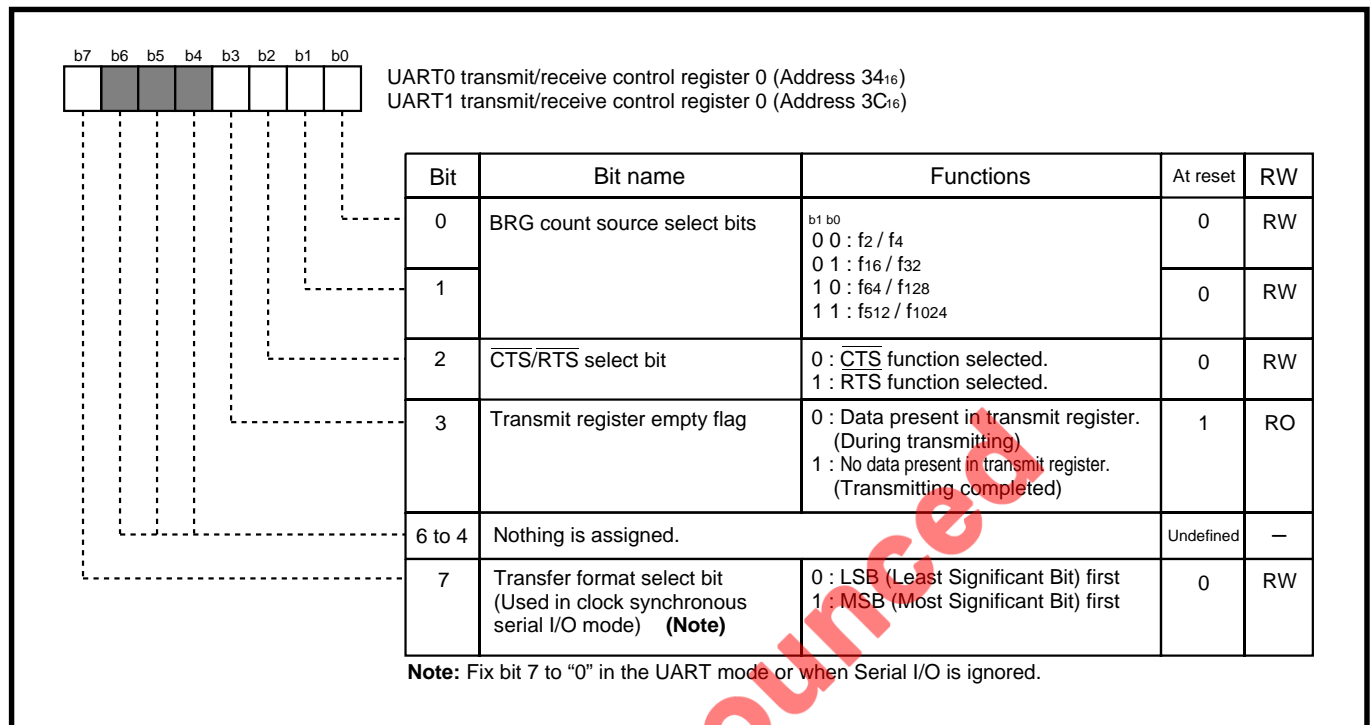 b7 b6 b5 b4 b3 b2 b1 b0
UART0 transmit/receive control register 0 (Address 34₁₆)
UART1 transmit/receive control register 0 (Address 3C₁₆)
Bit Bit name Functions At reset RW
0 BRG count source select bits b1 b0 0 RW
0 0 : f2 / f4
0 1 : f16 / f32
1 1 0 : f64 / f128 0 RW
1 1 : f512 / f1024
2 CTS/RTS select bit 0 : CTS function selected. 0 RW
1 : RTS function selected.
3 Transmit register empty flag 0 : Data present in transmit register. 1 RO
(During transmitting)
1 : No data present in transmit register.
(Transmitting completed)
6 to 4 Nothing is assigned. Undefined –
7 Transfer format select bit 0 : LSB (Least Significant Bit) first 0 RW
(Used in clock synchronous 1 : MSB (Most Significant Bit) first
serial I/O mode) (Note)
Note: Fix bit 7 to “0” in the UART mode or when Serial I/O is ignored.
ounced